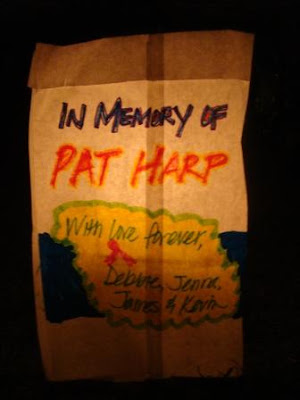 IN MEMORY OF
PAT HARP
With love forever,
Debbie, Jenna,
James & Kevin